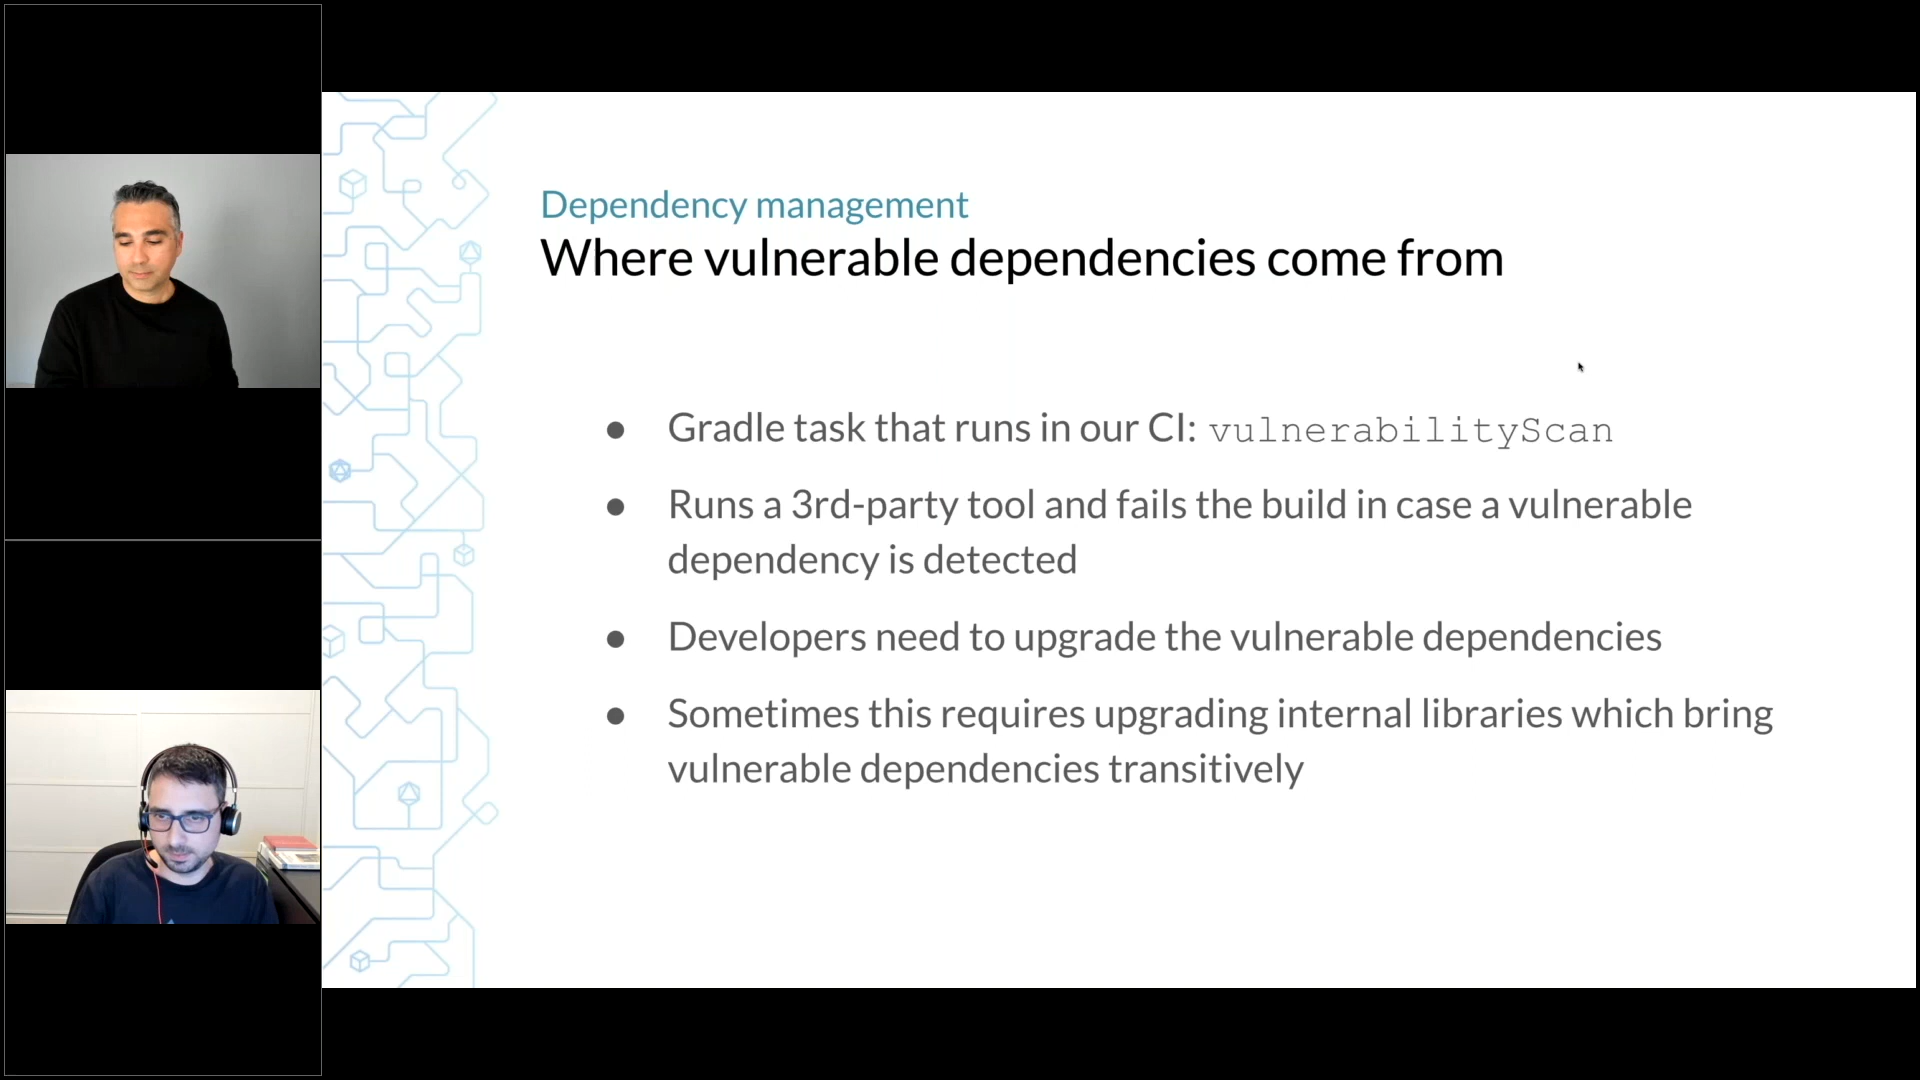 Dependency management
Where vulnerable dependencies come from
● Gradle task that runs in our CI: vulnerabilityScan
● Runs a 3rd-party tool and fails the build in case a vulnerable
dependency is detected
● Developers need to upgrade the vulnerable dependencies
● Sometimes this requires upgrading internal libraries which bring
vulnerable dependencies transitively